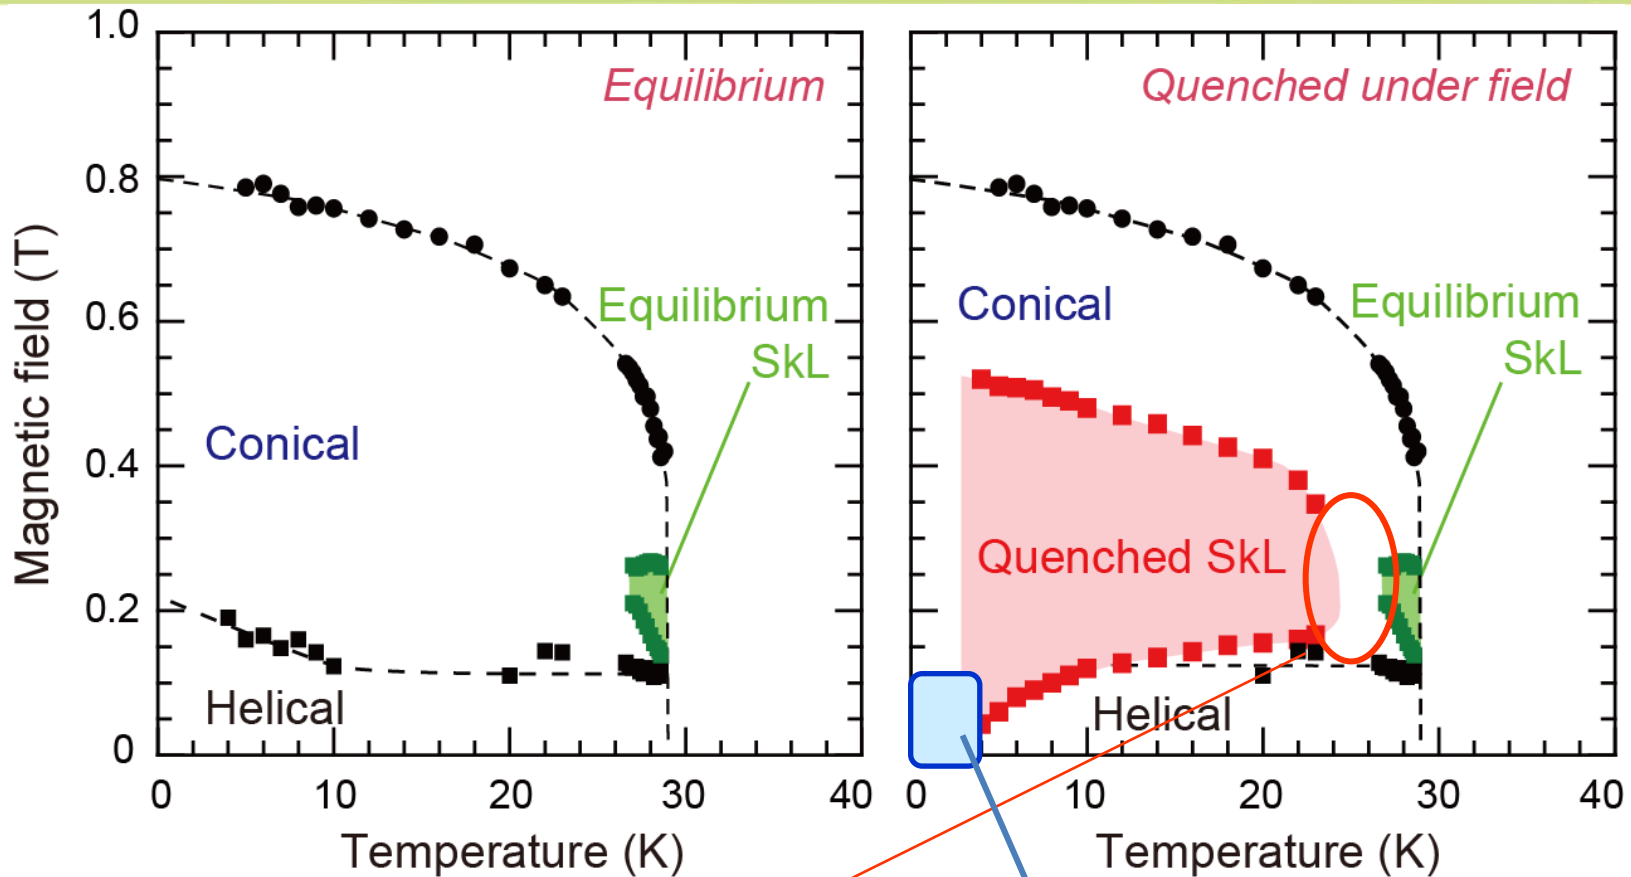 Equilibrium
Quenched under field
Magnetic field (T)
1.0
0.8
0.6
0.4
0.2
0
Equilibrium
SkL
Conical
Helical
0
10
20
30
40
Temperature (K)
Conical
Equilibrium
SkL
Quenched SkL
Helical
0
10
20
30
40
Temperature (K)